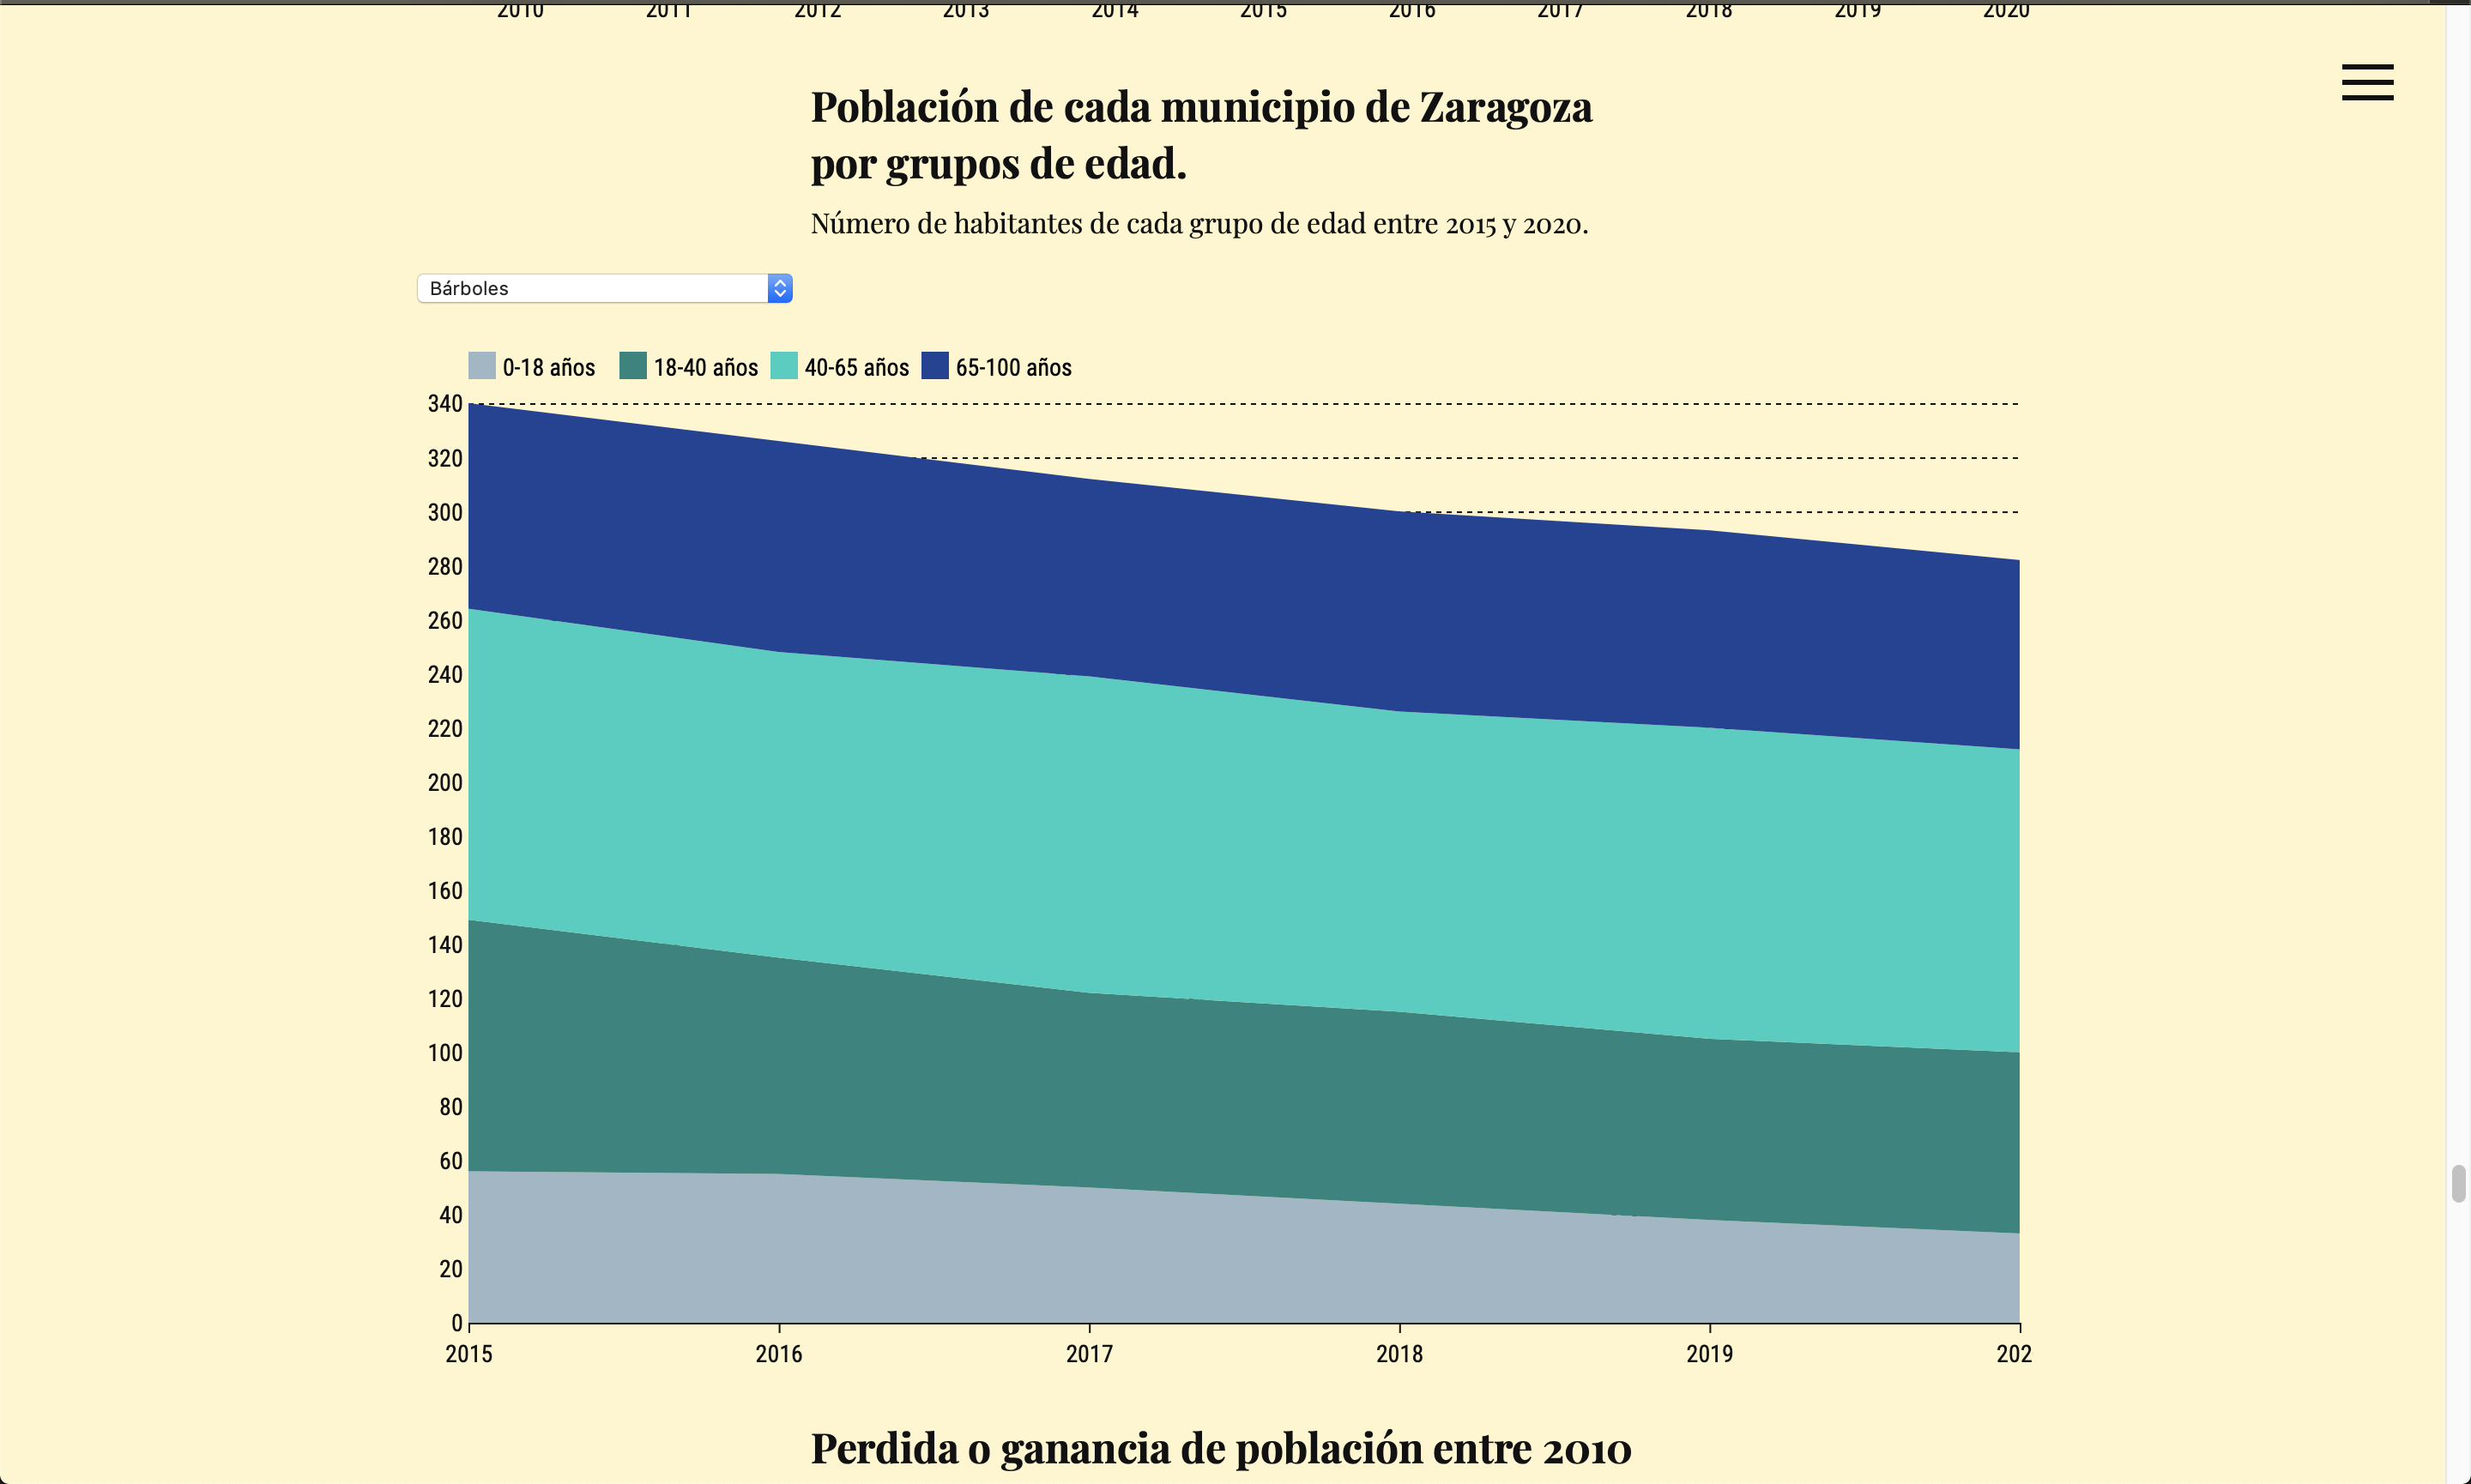 2010 2011 2012 2013 2014 2015 2016 2017 2018 2019 2020
Población de cada municipio de Zaragoza
por grupos de edad.
Número de habitantes de cada grupo de edad entre 2015 y 2020.
Bárboles
0-18 años 18-40 años 40-65 años 65-100 años
340
320
300
280
260
240
220
200
180
160
140
120
100
80
60
40
20
0
2015 2016 2017 2018 2019 202
Perdida o ganancia de población entre 2010